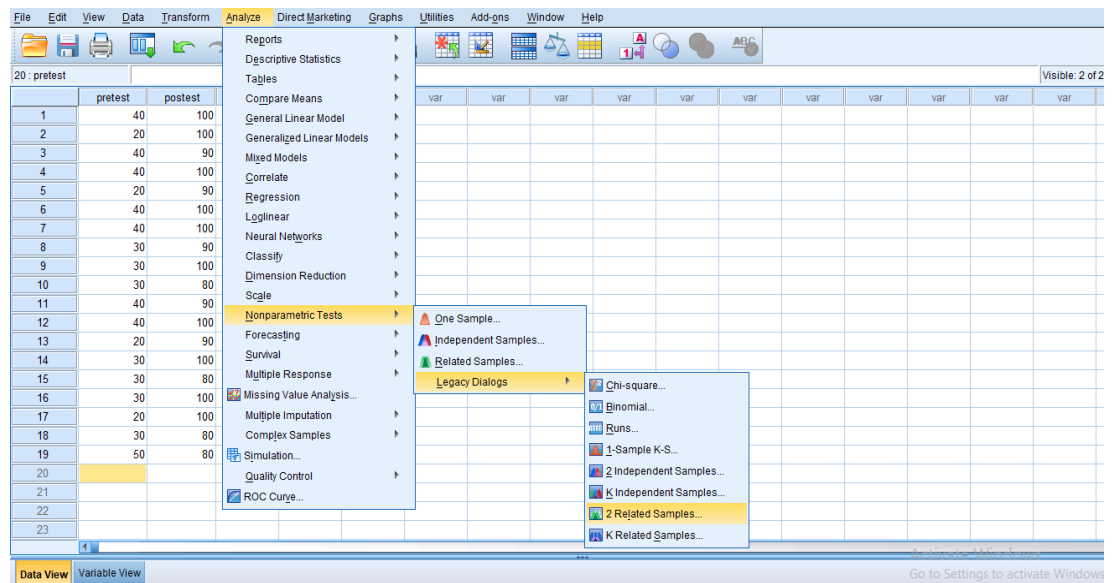 File Edit View Data Transform Analyze Direct Marketing Graphs Utilities Add-ons Window Help
20 : pretest
Visible: 2 of 2
pretest postest var var var var var var var var var var var
1 40 100
2 20 100
3 40 90
4 40 100
5 20 90
6 40 100
7 40 100
8 30 90
9 30 100
10 30 80
11 40 90
12 40 100
13 20 90
14 30 100
15 30 80
16 30 100
17 20 100
18 30 80
19 50 80
20
21
22
23
Reports
Descriptive Statistics
Tables
Compare Means
General Linear Model
Generalized Linear Models
Mixed Models
Correlate
Regression
Loglinear
Neural Networks
Classify
Dimension Reduction
Scale
Nonparametric Tests
Forecasting
Survival
Multiple Response
Missing Value Analysis...
Multiple Imputation
Complex Samples
Simulation...
Quality Control
ROC Curve...
One Sample...
Independent Samples...
Related Samples...
Legacy Dialogs
Chi-square...
Binomial...
Runs...
1-Sample K-S...
2 Independent Samples...
K Independent Samples...
2 Related Samples...
K Related Samples...
Data View Variable View
Activate Windows
Go to Settings to activate Windows